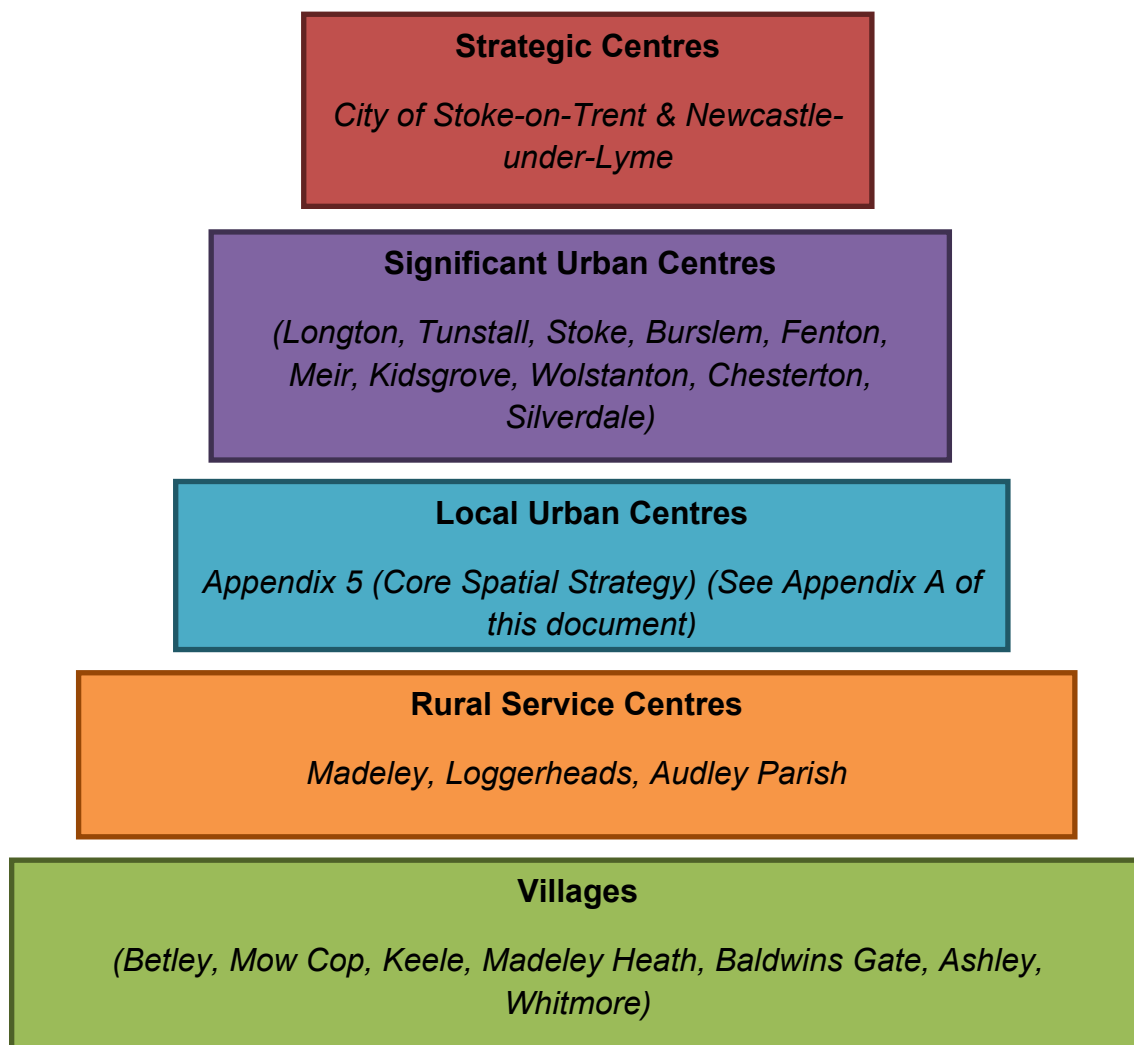 Strategic Centres
City of Stoke-on-Trent & Newcastle-
under-Lyme
Significant Urban Centres
(Longton, Tunstall, Stoke, Burslem, Fenton,
Meir, Kidsgrove, Wolstanton, Chesterton,
Silverdale)
Local Urban Centres
Appendix 5 (Core Spatial Strategy) (See Appendix A of
this document)
Rural Service Centres
Madeley, Loggerheads, Audley Parish
Villages
(Betley, Mow Cop, Keele, Madeley Heath, Baldwins Gate, Ashley,
Whitmore)